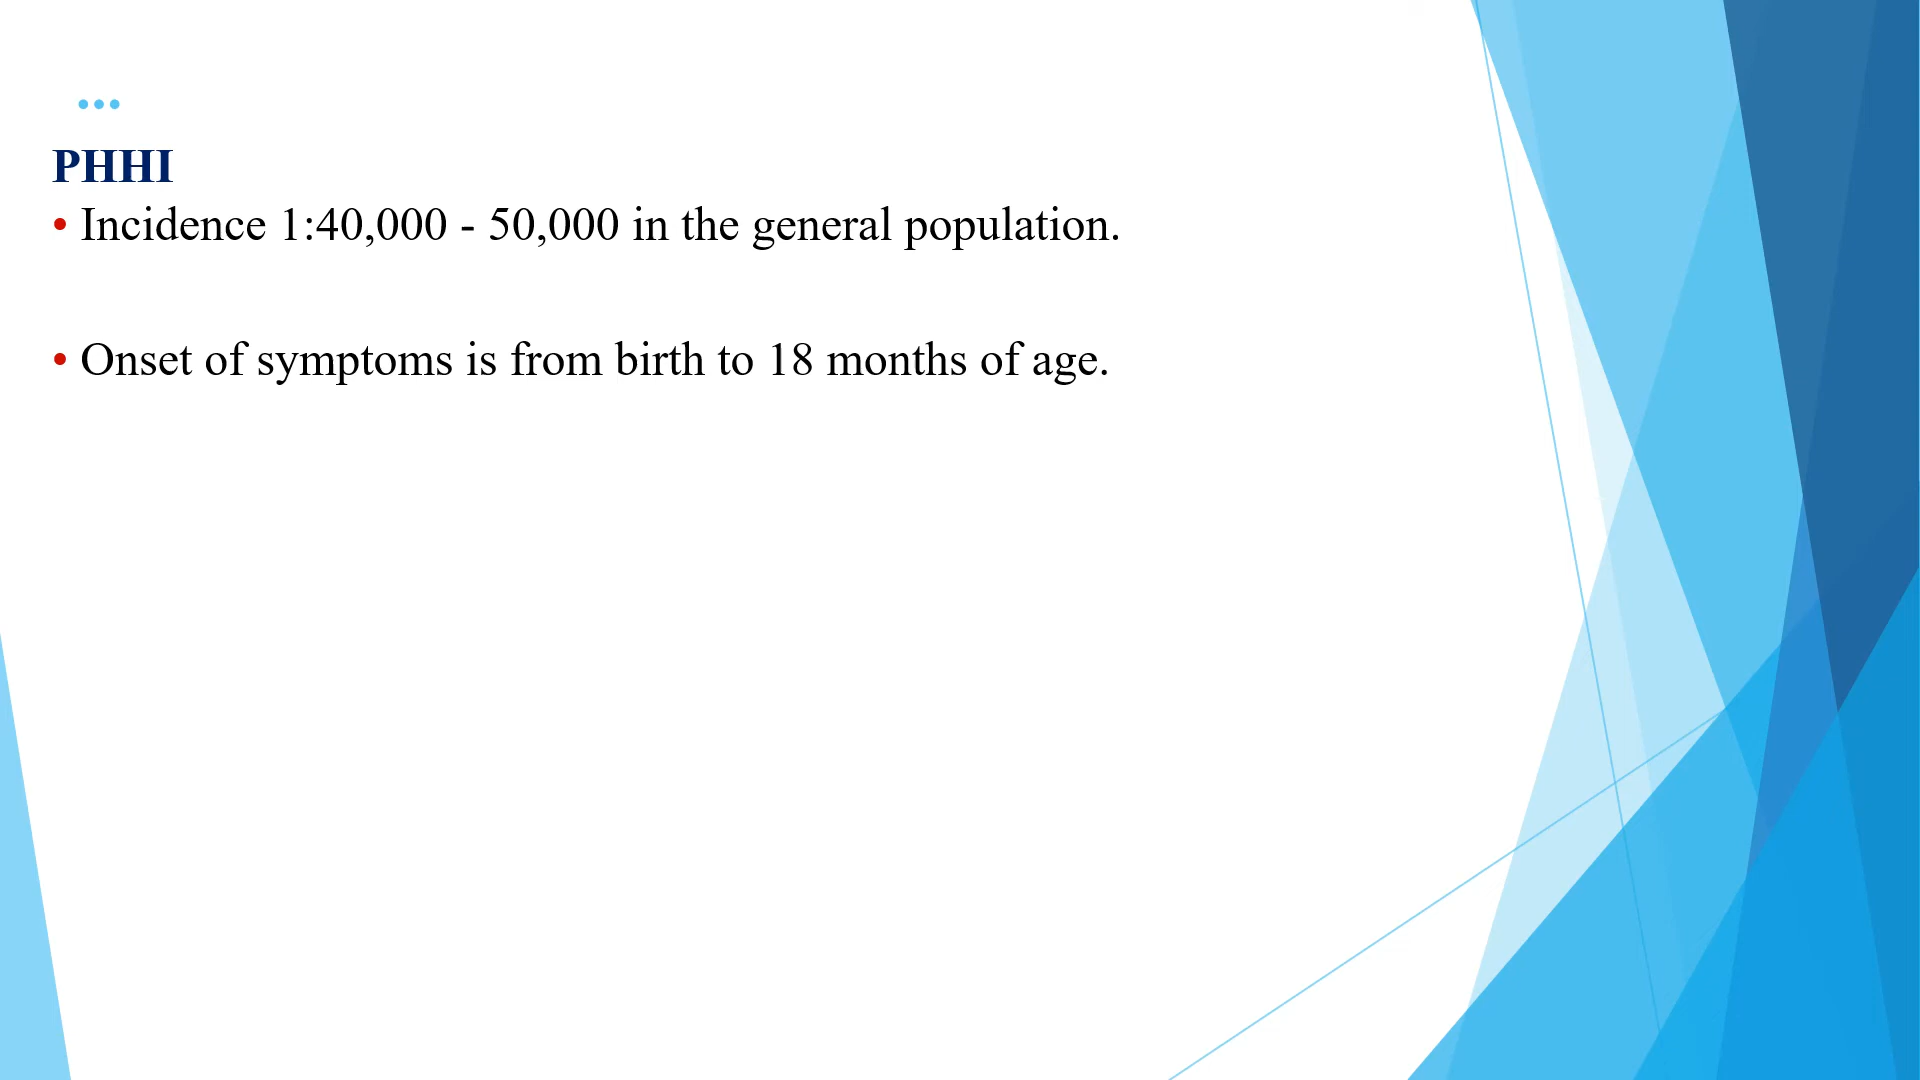 ...
PHHI
• Incidence 1:40,000 - 50,000 in the general population.
• Onset of symptoms is from birth to 18 months of age.